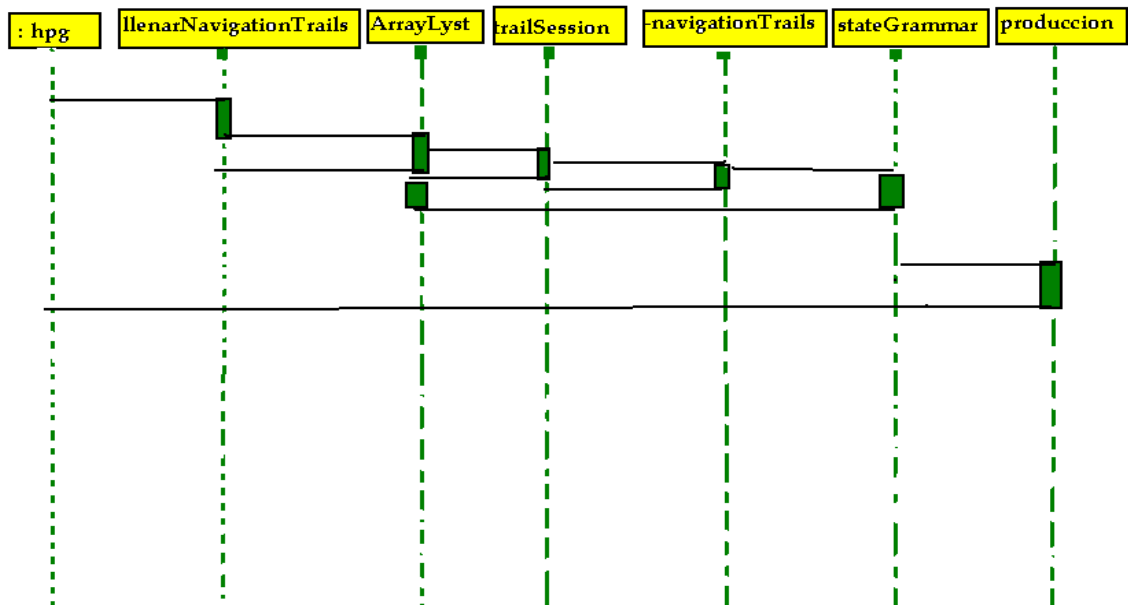 : hpg
llenarNavigationTrails
ArrayLyst
trailSession
-navigationTrails
stateGrammar
produccion